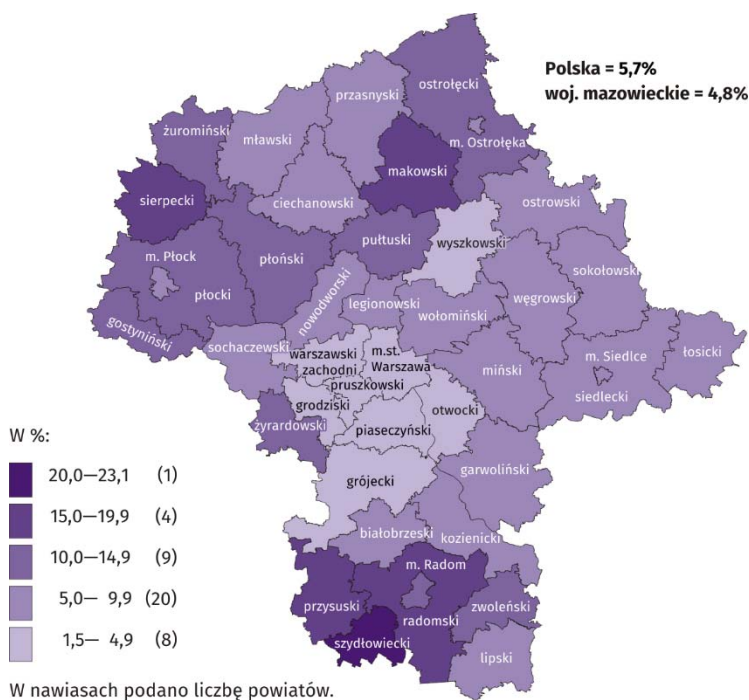 Polska = 5,7%
woj. mazowieckie = 4,8%
ostrołęcki
przasnyski
żuromiński
mławski
m. Ostrołęka
makowski
sierpecki
ciechanowski
ostrowski
pułtuski
wyszkowski
m. Płock
płoński
sokołowski
płocki
nowodworski
legionowski
wołomiński
węgrowski
gostyniński
sochaczewski
warszawski
zachodni
m.st.
Warszawa
m. Siedlce
łosicki
pruszkowski
miński
siedlecki
grodziski
otwocki
żyrardowski
piaseczyński
garwoliński
grójecki
białobrzeski
kozienicki
m. Radom
przysuski
radomski
zwoleński
szydłowiecki
lipski
W %:
20,0—23,1 (1)
15,0—19,9 (4)
10,0—14,9 (9)
5,0— 9,9 (20)
1,5— 4,9 (8)
W nawiasach podano liczbę powiatów.